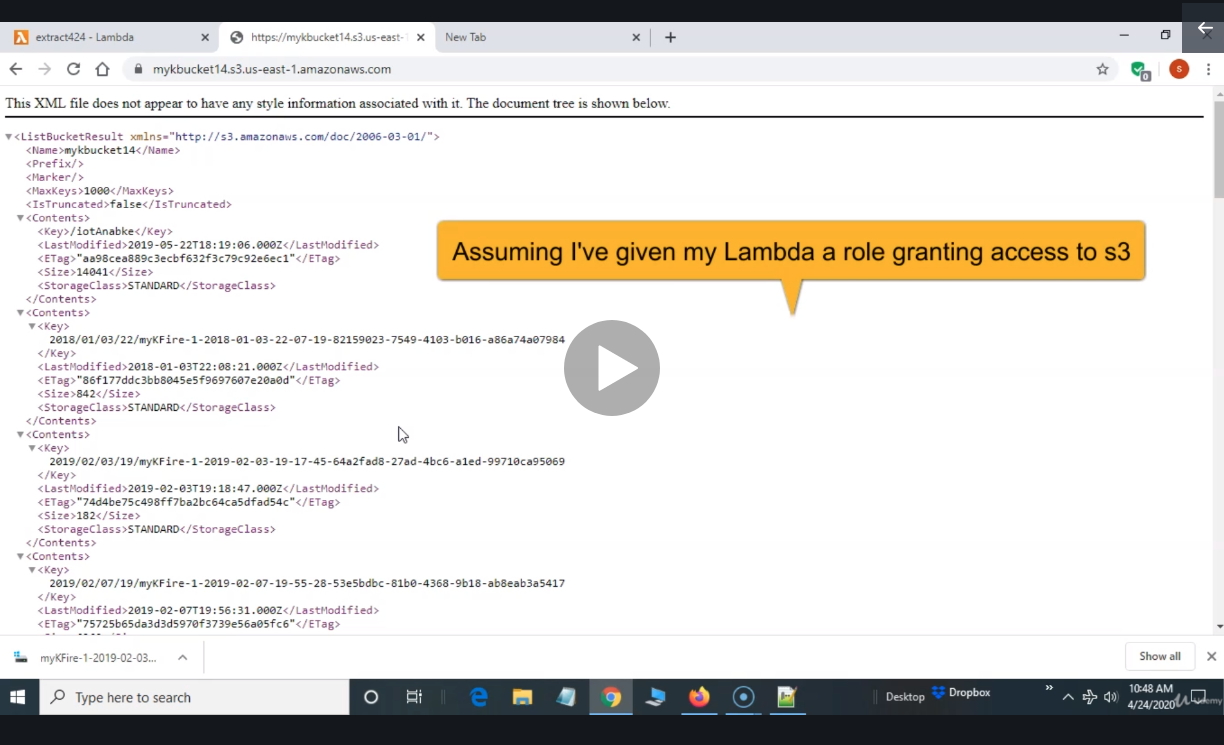 extract424 - Lambda
https://mykbucket14.s3.us-east-
New Tab
mykbucket14.s3.us-east-1.amazonaws.com
0
S
This XML file does not appear to have any style information associated with it. The document tree is shown below.
<ListBucketResult xmlns="http://s3.amazonaws.com/doc/2006-03-01/">
<Name>mykbucket14</Name>
<Prefix/>
<Marker/>
<MaxKeys>1000</MaxKeys>
<IsTruncated>false</IsTruncated>
<Contents>
<Key>/iotAnabke</Key>
<LastModified>2019-05-22T18:19:06.000Z</LastModified>
<ETag>"aa98cea889c3ecbf632f3c79c92e6ec1"</ETag>
<Size>14041</Size>
<StorageClass>STANDARD</StorageClass>
</Contents>
Assuming I've given my Lambda a role granting access to s3
<Contents>
<Key>
2018/01/03/22/myKFire-1-2018-01-03-22-07-19-82159023-7549-4103-b016-a86a74a07984
</Key>
<LastModified>2018-01-03T22:08:21.000Z</LastModified>
<ETag>"86f177ddc3bb8045e5f9697607e20a0d"</ETag>
<Size>842</Size>
<StorageClass>STANDARD</StorageClass>
</Contents>
<Contents>
<Key>
2019/02/03/19/myKFire-1-2019-02-03-19-17-45-64a2fad8-27ad-4bc6-a1ed-99710ca95069
</Key>
<LastModified>2019-02-03T19:18:47.000Z</LastModified>
<ETag>"74d4be75c498ff7ba2bc64ca5dfad54c"</ETag>
<Size>182</Size>
<StorageClass>STANDARD</StorageClass>
</Contents>
<Contents>
<Key>
2019/02/07/19/myKFire-1-2019-02-07-19-55-28-53e5bdbc-81b0-4368-9b18-ab8eab3a5417
</Key>
<LastModified>2019-02-07T19:56:31.000Z</LastModified>
<ETag>"75725b65da3d3d5970f3739e56a05fc6"</ETag>
myKFire-1-2019-02-03...
Show all
Type here to search
Desktop
Dropbox
10:48 AM
4/24/2020
Udemy